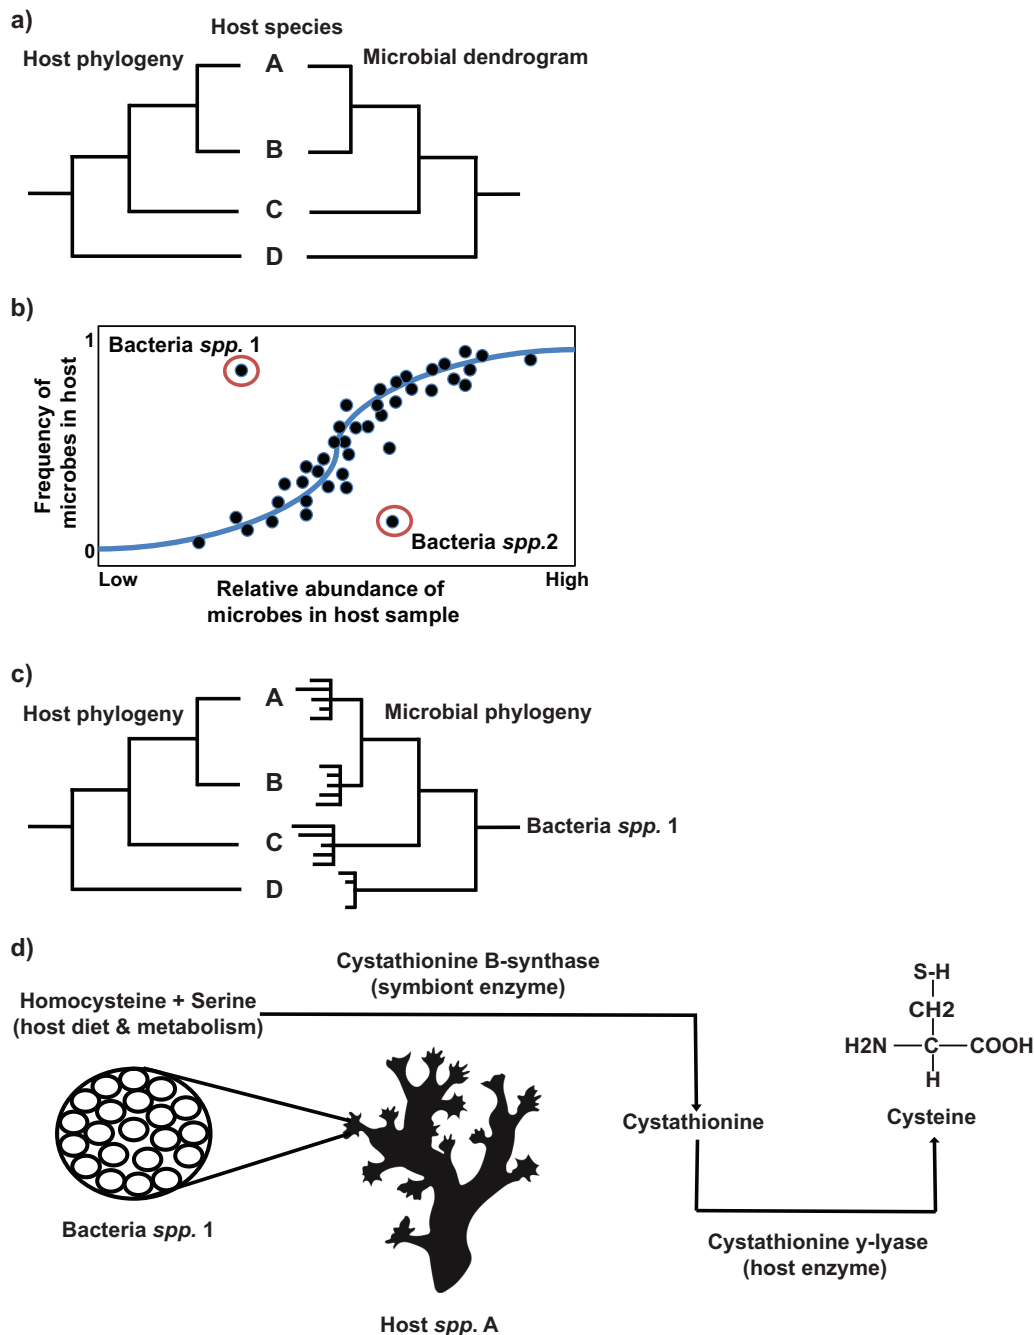 a)
Host species
Host phylogeny
Microbial dendrogram
A
B
C
D
b)
1
Bacteria spp. 1
Frequency of
microbes in host
Bacteria spp.2
0
Low
High
Relative abundance of
microbes in host sample
c)
A
Host phylogeny
Microbial phylogeny
B
Bacteria spp. 1
C
D
d)
Cystathionine B-synthase
(symbiont enzyme)
Homocysteine + Serine
(host diet & metabolism)
S-H
CH2
H2N C COOH
H
Cystathionine
Cysteine
Bacteria spp. 1
Cystathionine y-lyase
(host enzyme)
Host spp. A